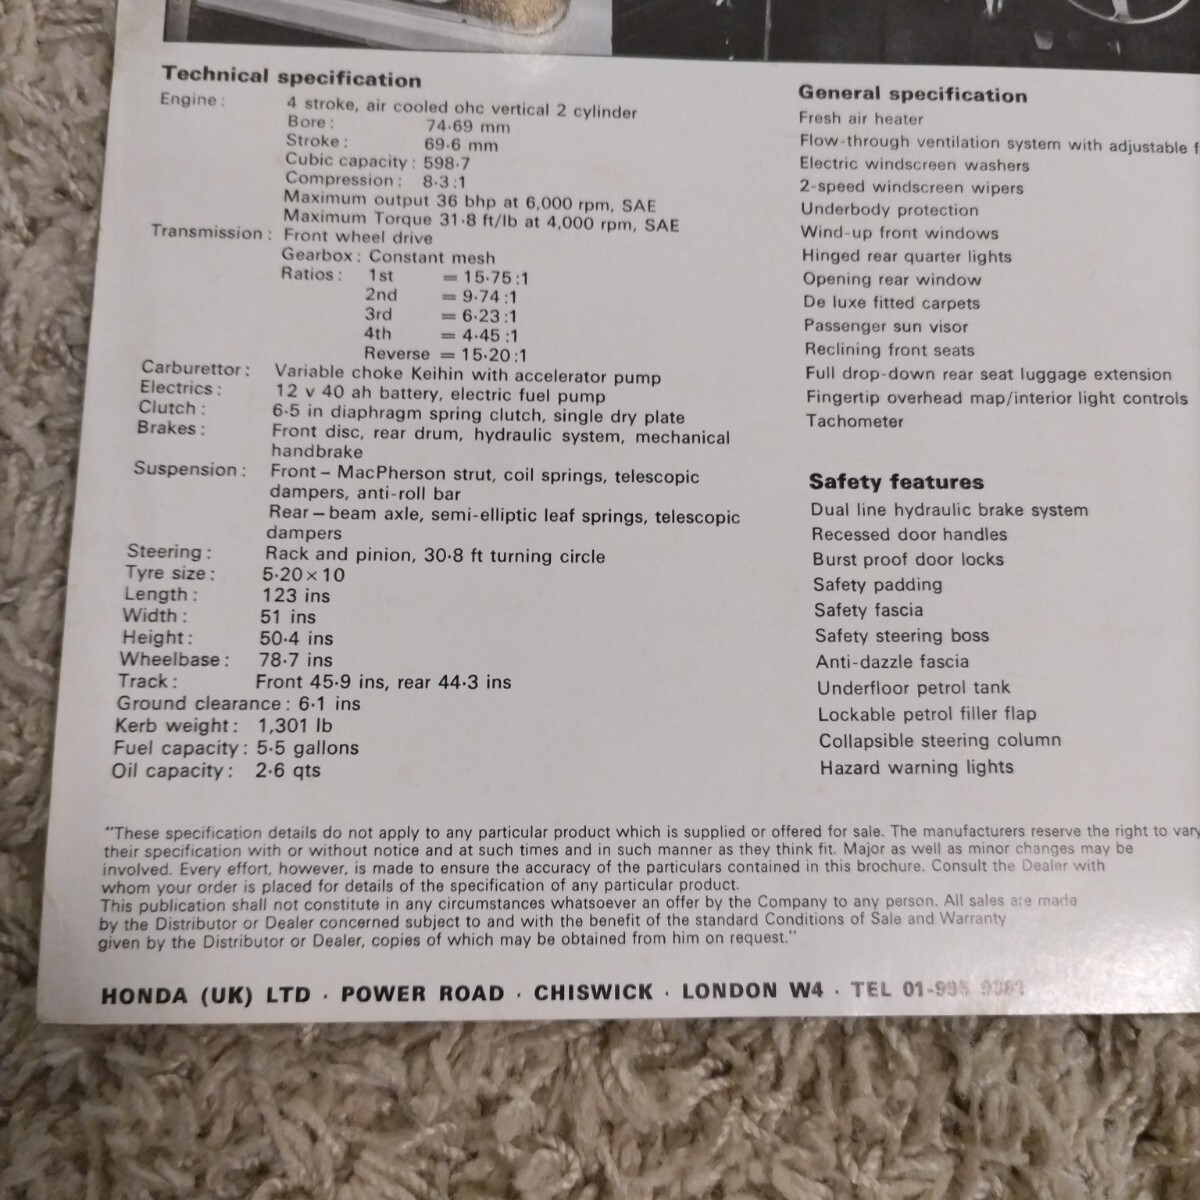 Technical specification
Engine : 4 stroke, air cooled ohc vertical 2 cylinder
Bore : 74·69 mm
Stroke : 69·6 mm
Cubic capacity : 598·7
Compression : 8·3 :1
Maximum output 36 bhp at 6,000 rpm, SAE
Maximum Torque 31·8 ft/lb at 4,000 rpm, SAE
Transmission : Front wheel drive
Gearbox : Constant mesh
Ratios : 1st = 15·75 :1
2nd = 9·74 :1
3rd = 6·23 :1
4th = 4·45 :1
Reverse = 15·20 :1
Carburettor : Variable choke Keihin with accelerator pump
Electrics : 12 v 40 ah battery, electric fuel pump
Clutch : 6·5 in diaphragm spring clutch, single dry plate
Brakes : Front disc, rear drum, hydraulic system, mechanical
handbrake
Suspension : Front – MacPherson strut, coil springs, telescopic
dampers, anti-roll bar
Rear – beam axle, semi-elliptic leaf springs, telescopic
dampers
Steering : Rack and pinion, 30·8 ft turning circle
Tyre size : 5·20 × 10
Length : 123 ins
Width : 51 ins
Height : 50·4 ins
Wheelbase : 78·7 ins
Track : Front 45·9 ins, rear 44·3 ins
Ground clearance : 6·1 ins
Kerb weight : 1,301 lb
Fuel capacity : 5·5 gallons
Oil capacity : 2·6 qts
General specification
Fresh air heater
Flow-through ventilation system with adjustable f
Electric windscreen washers
2-speed windscreen wipers
Underbody protection
Wind-up front windows
Hinged rear quarter lights
Opening rear window
De luxe fitted carpets
Passenger sun visor
Reclining front seats
Full drop-down rear seat luggage extension
Fingertip overhead map/interior light controls
Tachometer
Safety features
Dual line hydraulic brake system
Recessed door handles
Burst proof door locks
Safety padding
Safety fascia
Safety steering boss
Anti-dazzle fascia
Underfloor petrol tank
Lockable petrol filler flap
Collapsible steering column
Hazard warning lights
"These specification details do not apply to any particular product which is supplied or offered for sale. The manufacturers reserve the right to vary
their specification with or without notice and at such times and in such manner as they think fit. Major as well as minor changes may be
involved. Every effort, however, is made to ensure the accuracy of the particulars contained in this brochure. Consult the Dealer with
whom your order is placed for details of the specification of any particular product.
This publication shall not constitute in any circumstances whatsoever an offer by the Company to any person. All sales are made
by the Distributor or Dealer concerned subject to and with the benefit of the standard Conditions of Sale and Warranty
given by the Distributor or Dealer, copies of which may be obtained from him on request."
HONDA (UK) LTD · POWER ROAD · CHISWICK · LONDON W4 · TEL